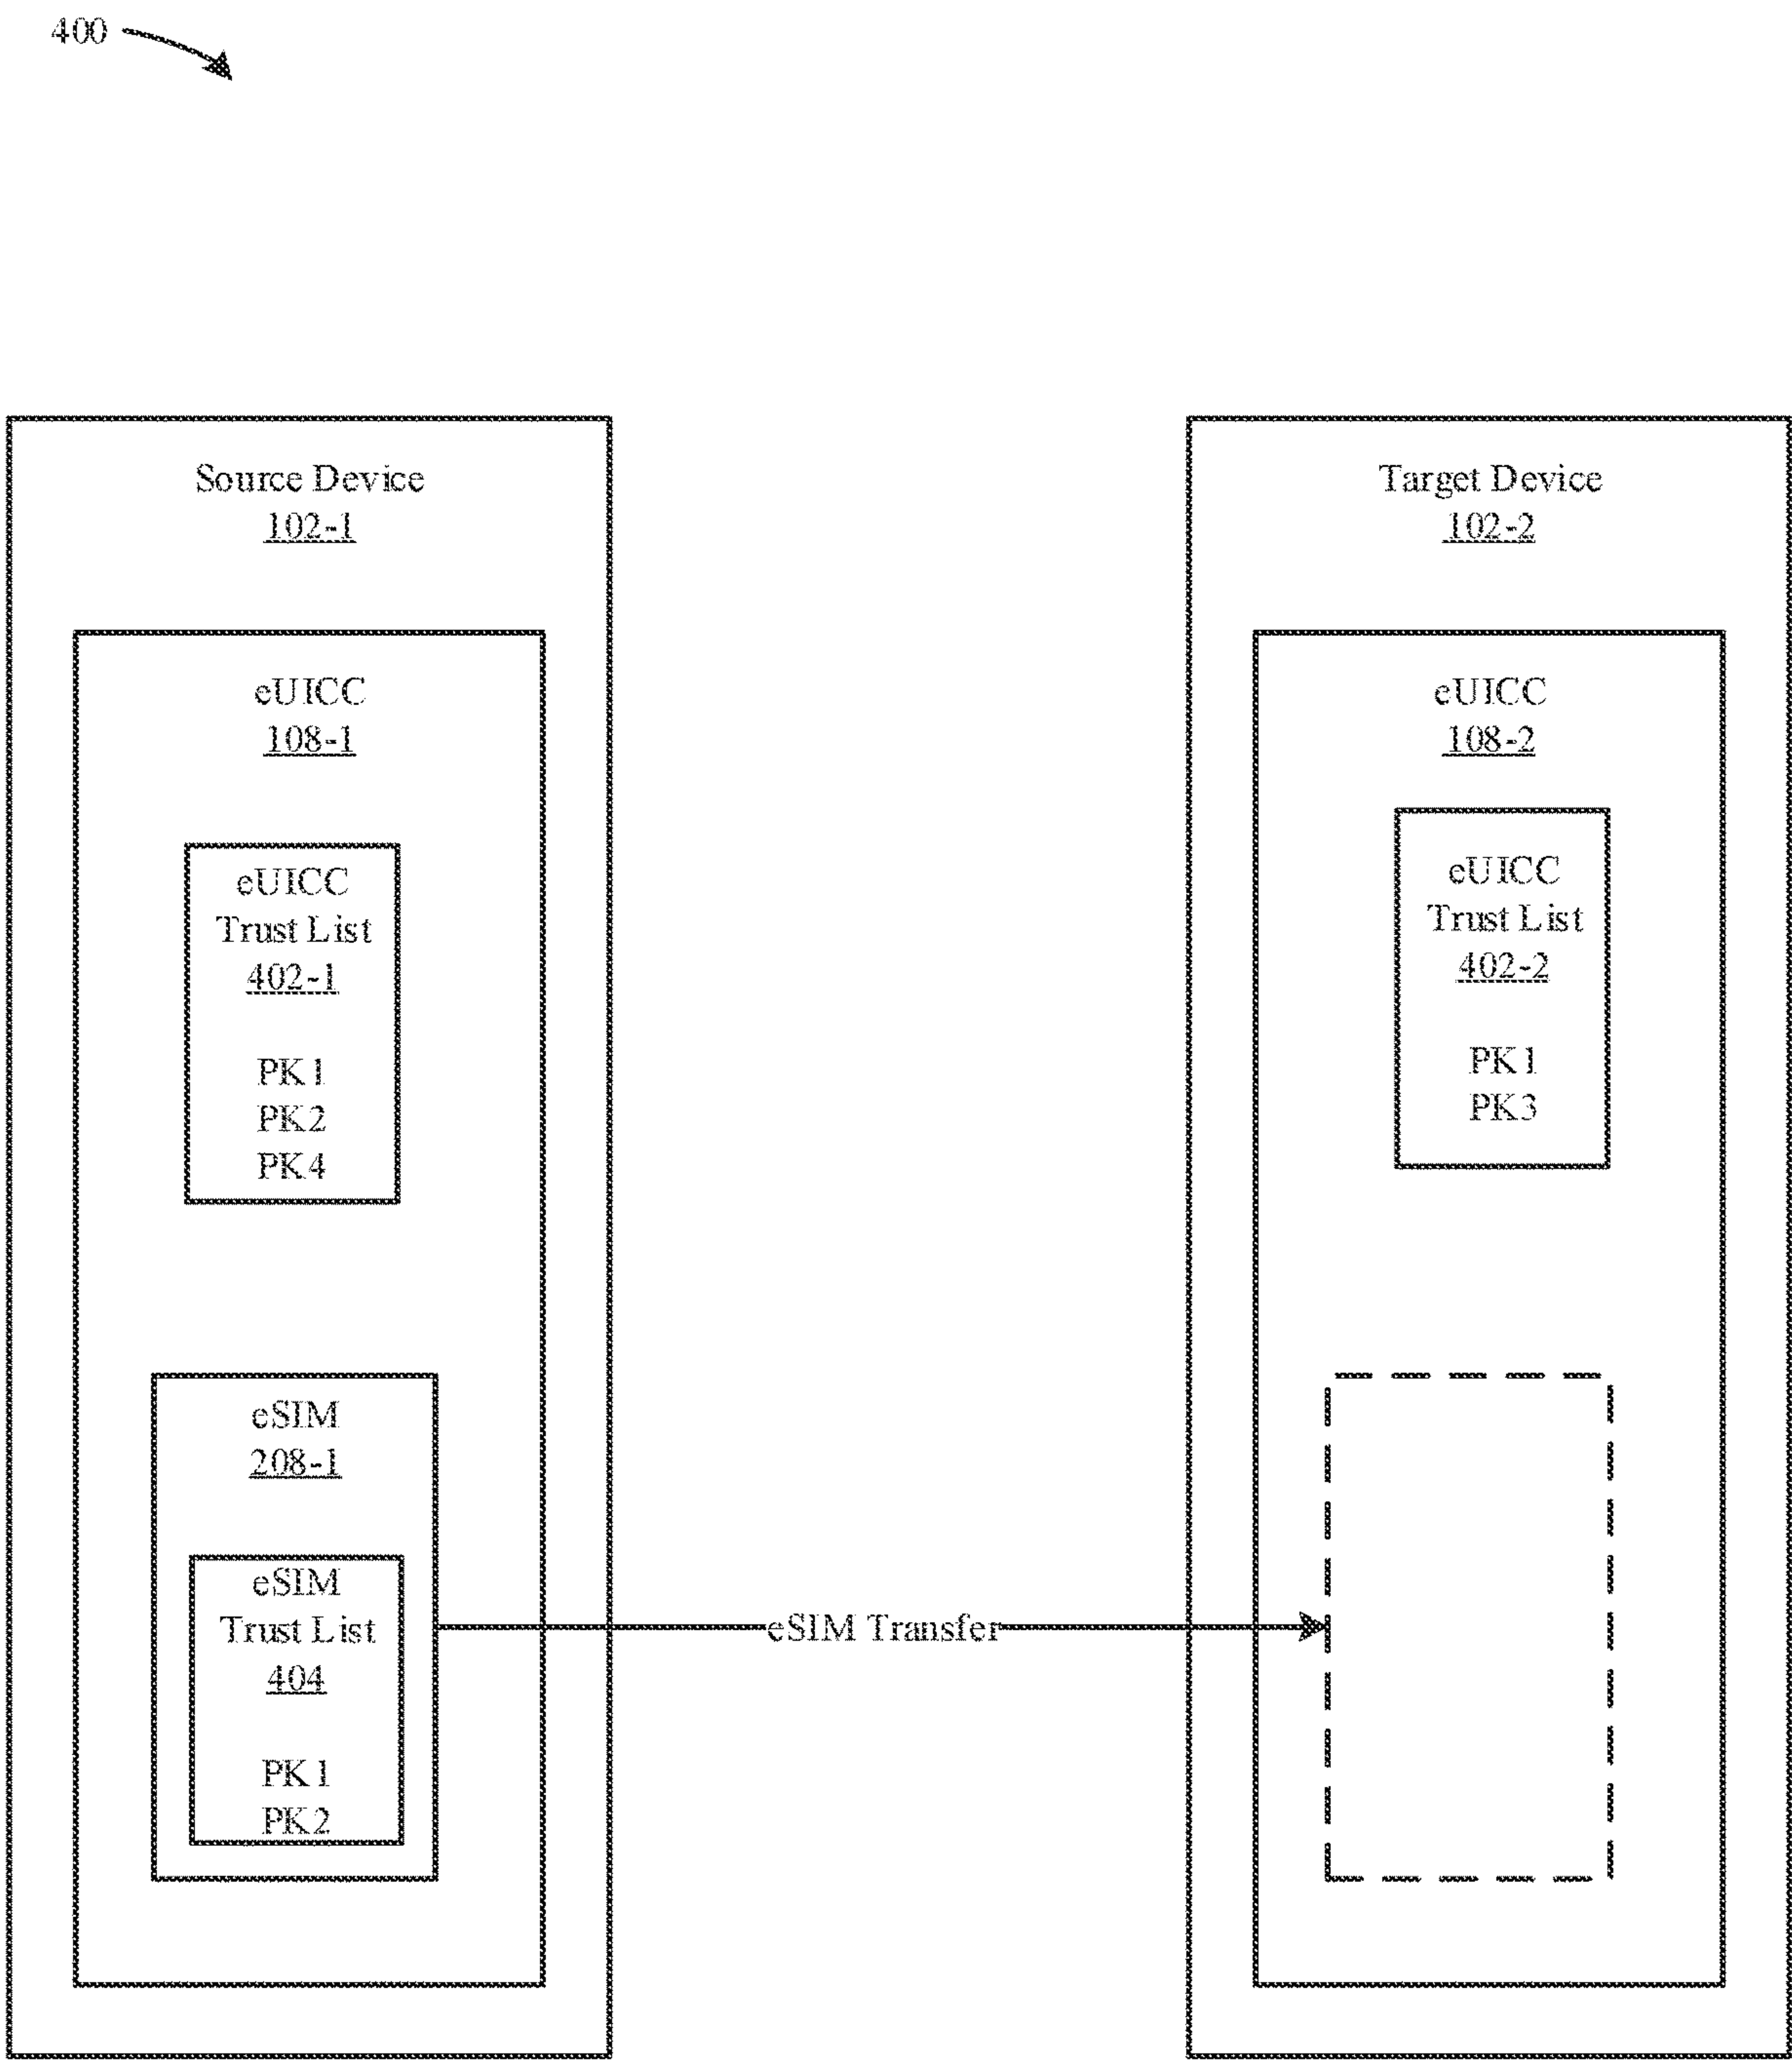 400
Source Device
102-1
eUICC
108-1
eUICC
Trust List
402-1
PK1
PK2
PK4
eSIM
208-1
eSIM
Trust List
404
PK1
PK2
eSIM Transfer
Target Device
102-2
eUICC
108-2
eUICC
Trust List
402-2
PK1
PK3